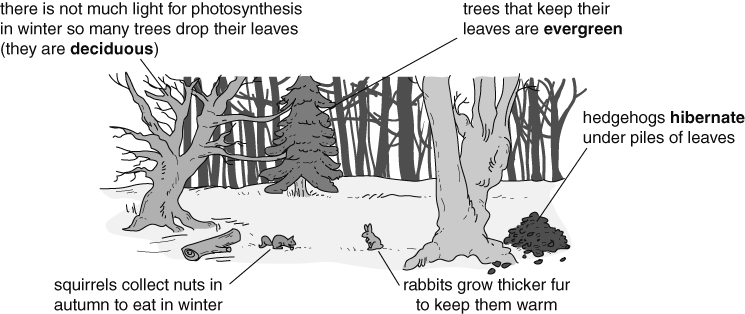 there is not much light for photosynthesis
in winter so many trees drop their leaves
(they are deciduous)
trees that keep their
leaves are evergreen
hedgehogs hibernate
under piles of leaves
squirrels collect nuts in
autumn to eat in winter
rabbits grow thicker fur
to keep them warm